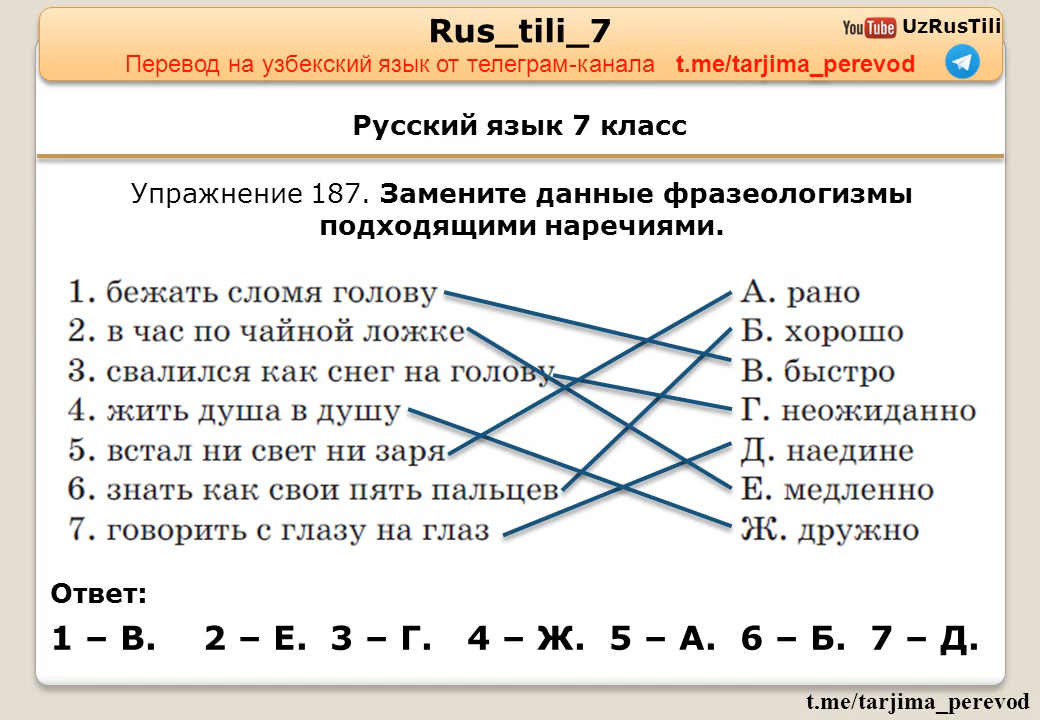 Rus_tili_7
YouTube UzRusTili
Перевод на узбекский язык от телеграм-канала t.me/tarjima_perevod
Русский язык 7 класс
Упражнение 187. Замените данные фразеологизмы
подходящими наречиями.
1. бежать сломя голову А. рано
2. в час по чайной ложке Б. хорошо
3. свалился как снег на голову В. быстро
4. жить душа в душу Г. неожиданно
5. встал ни свет ни заря Д. наедине
6. знать как свои пять пальцев Е. медленно
7. говорить с глазу на глаз Ж. дружно
Ответ:
1 – В. 2 – Е. 3 – Г. 4 – Ж. 5 – А. 6 – Б. 7 – Д.
t.me/tarjima_perevod